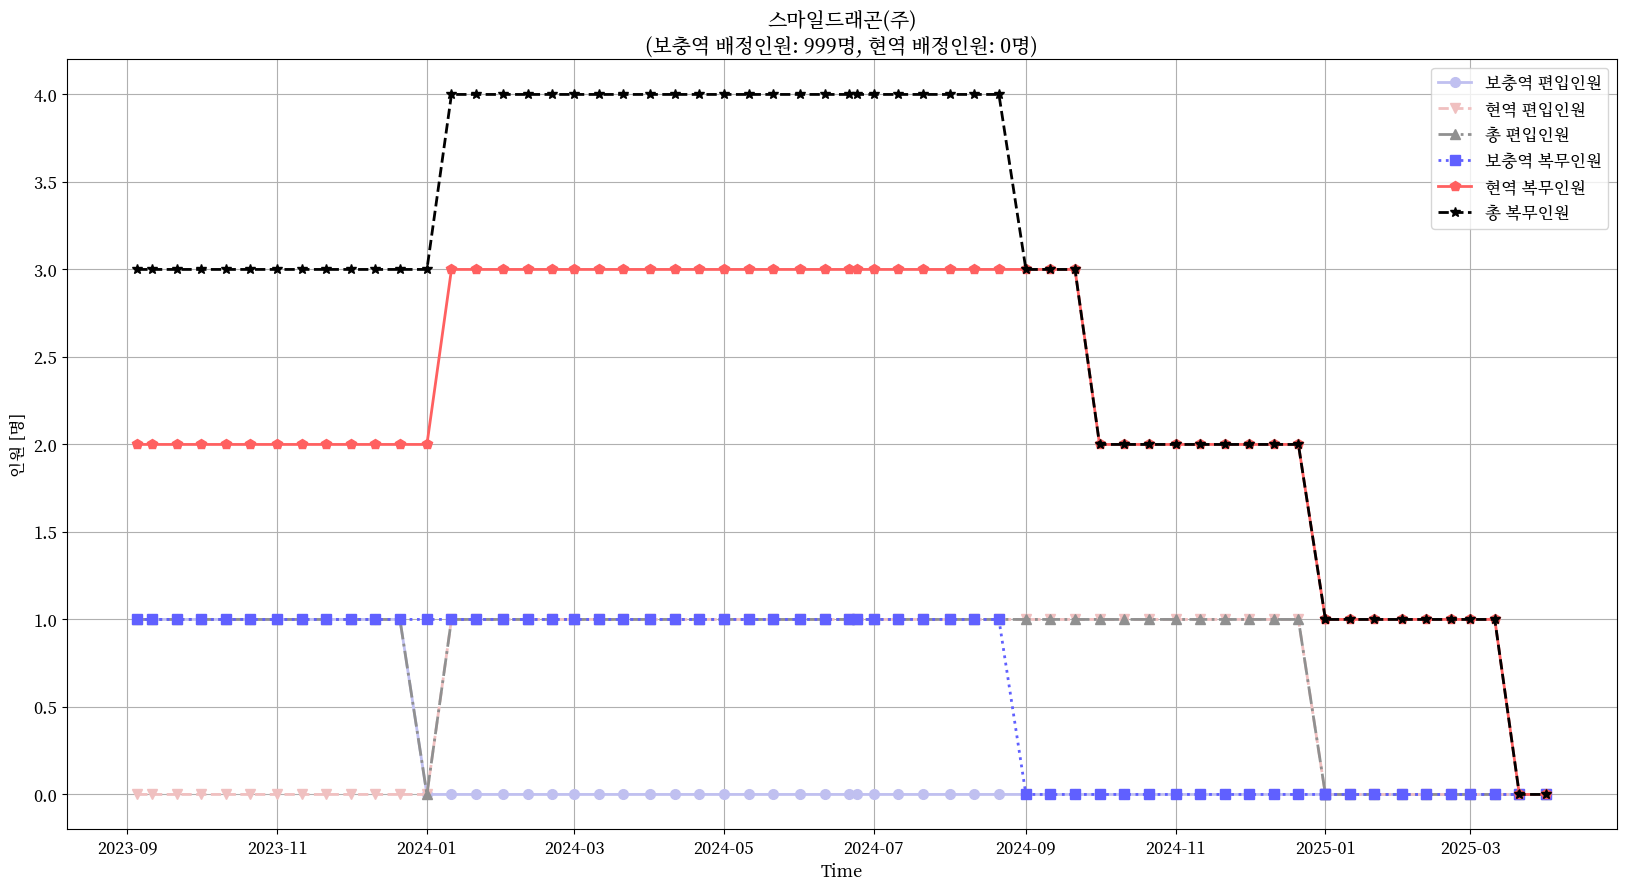 스마일드래곤(주)
(보충역 배정인원: 999명, 현역 배정인원: 0명)
보충역 편입인원
현역 편입인원
총 편입인원
보충역 복무인원
현역 복무인원
총 복무인원
인원 [명]
4.0
3.5
3.0
2.5
2.0
1.5
1.0
0.5
0.0
2023-09 2023-11 2024-01 2024-03 2024-05 2024-07 2024-09 2024-11 2025-01 2025-03
Time